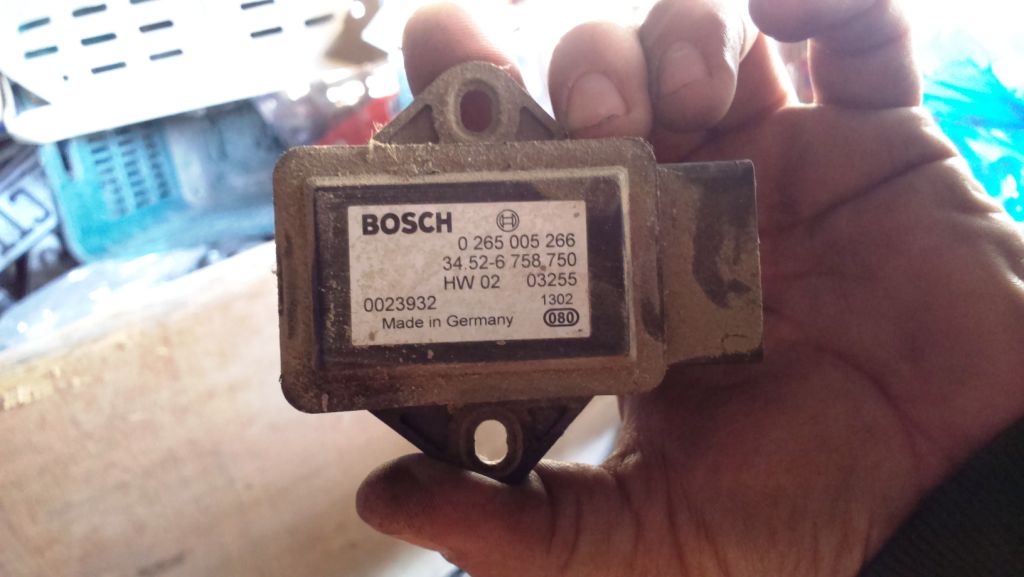 BOSCH
0 265 005 266
34.52-6 758,750
HW 02 03255
0023932 1302
Made in Germany 080